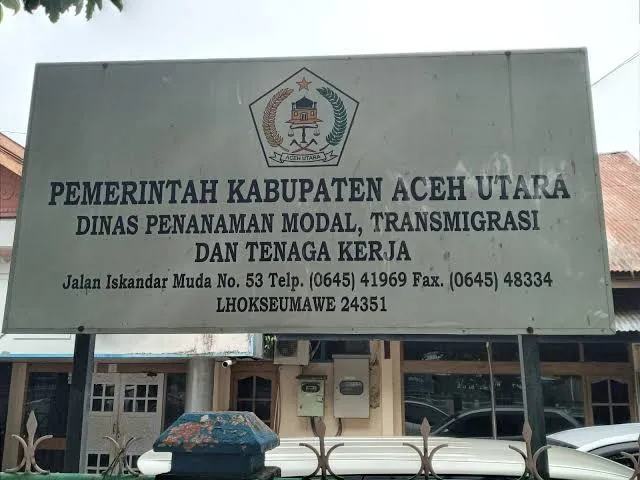 ACEH UTARA
PEMERINTAH KABUPATEN ACEH UTARA
DINAS PENANAMAN MODAL, TRANSMIGRASI
DAN TENAGA KERJA
Jalan Iskandar Muda No. 53 Telp. (0645) 41969 Fax. (0645) 48334
LHOKSEUMAWE 24351